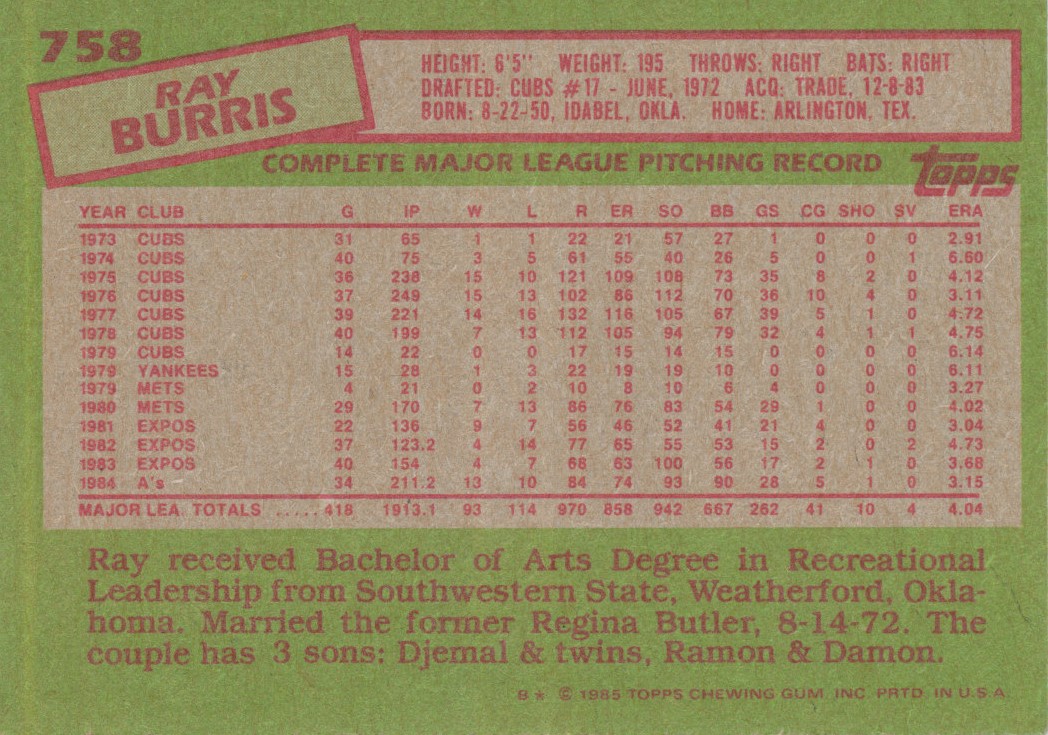 758
RAY
BURRIS
HEIGHT: 6'5" WEIGHT: 195 THROWS: RIGHT BATS: RIGHT
DRAFTED: CUBS #17 - JUNE, 1972 ACQ: TRADE, 12-8-83
BORN: 8-22-50, IDABEL, OKLA. HOME: ARLINGTON, TEX.
COMPLETE MAJOR LEAGUE PITCHING RECORD
Topps
YEAR CLUB G IP W L R ER SO BB GS CG SHO SV ERA
1973 CUBS 31 65 1 1 22 21 57 27 1 0 0 0 2.91
1974 CUBS 40 75 3 5 61 55 40 26 5 0 0 1 6.60
1975 CUBS 36 238 15 10 121 109 108 73 35 8 2 0 4.12
1976 CUBS 37 249 15 13 102 86 112 70 36 10 4 0 3.11
1977 CUBS 39 221 14 16 132 116 105 67 39 5 1 0 4.72
1978 CUBS 40 199 7 13 112 105 94 79 32 4 1 1 4.75
1979 CUBS 14 22 0 0 17 15 14 15 0 0 0 0 6.14
1979 YANKEES 15 28 1 3 22 19 19 10 0 0 0 0 6.11
1979 METS 4 21 0 2 10 8 10 6 4 0 0 0 3.27
1980 METS 29 170 7 13 86 76 83 54 29 1 0 0 4.02
1981 EXPOS 22 136 9 7 56 46 52 41 21 4 0 0 3.04
1982 EXPOS 37 123.2 4 14 77 65 55 53 15 2 0 2 4.73
1983 EXPOS 40 154 4 7 68 63 100 56 17 2 1 0 3.68
1984 A's 34 211.2 13 10 84 74 93 90 28 5 1 0 3.15
MAJOR LEA. TOTALS .....418 1913.1 93 114 970 858 942 667 262 41 10 4 4.04
Ray received Bachelor of Arts Degree in Recreational
Leadership from Southwestern State, Weatherford, Okla-
homa. Married the former Regina Butler, 8-14-72. The
couple has 3 sons: Djemal & twins, Ramon & Damon.
B* © 1985 TOPPS CHEWING GUM, INC. PRTD. IN U.S.A.